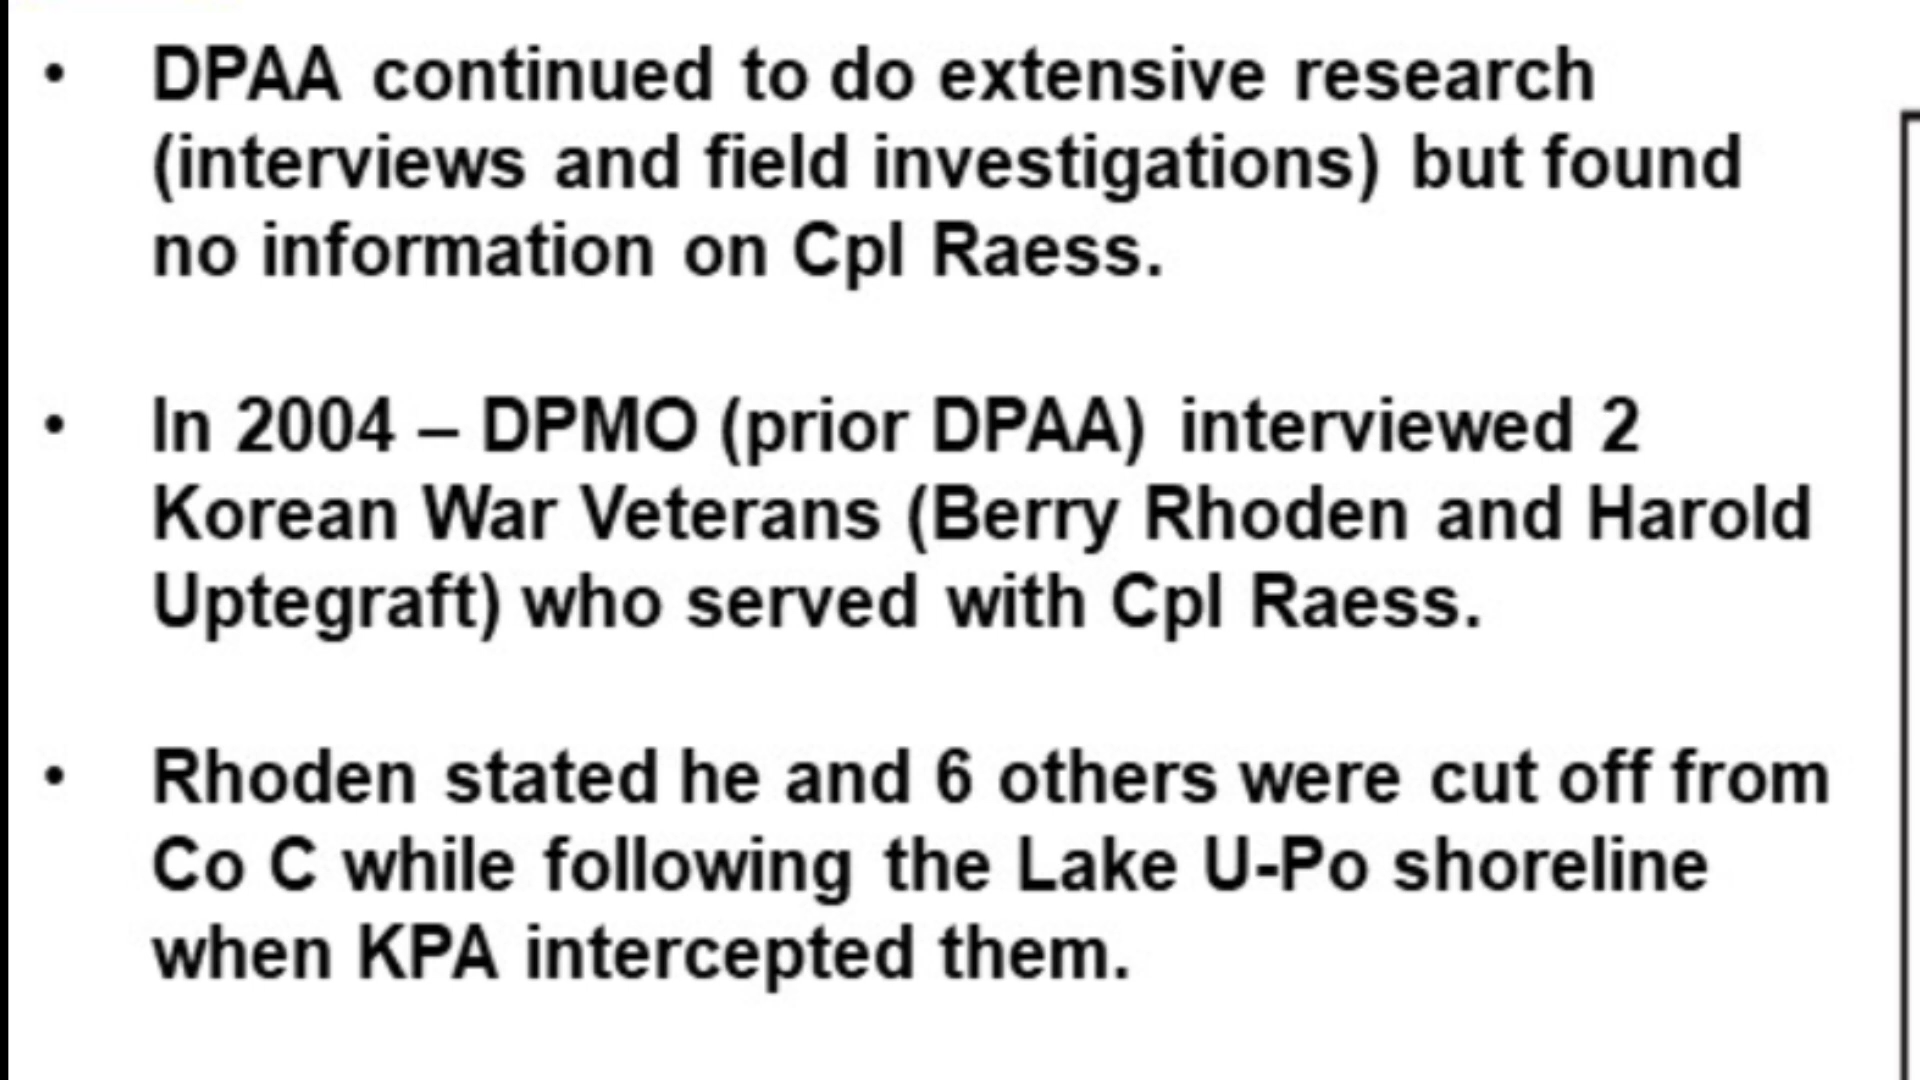 • DPAA continued to do extensive research
(interviews and field investigations) but found
no information on Cpl Raess.
• In 2004 – DPMO (prior DPAA) interviewed 2
Korean War Veterans (Berry Rhoden and Harold
Uptegraft) who served with Cpl Raess.
• Rhoden stated he and 6 others were cut off from
Co C while following the Lake U-Po shoreline
when KPA intercepted them.